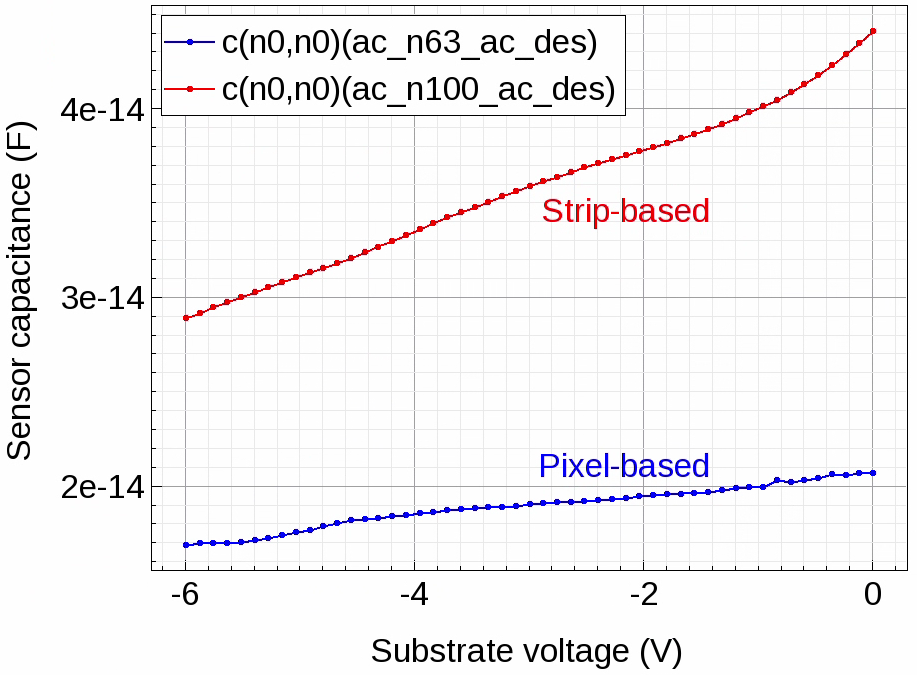 c(n0,n0)(ac_n63_ac_des)
c(n0,n0)(ac_n100_ac_des)
Sensor capacitance (F)
4e-14
3e-14
2e-14
Strip-based
Pixel-based
-6 -4 -2 0
Substrate voltage (V)